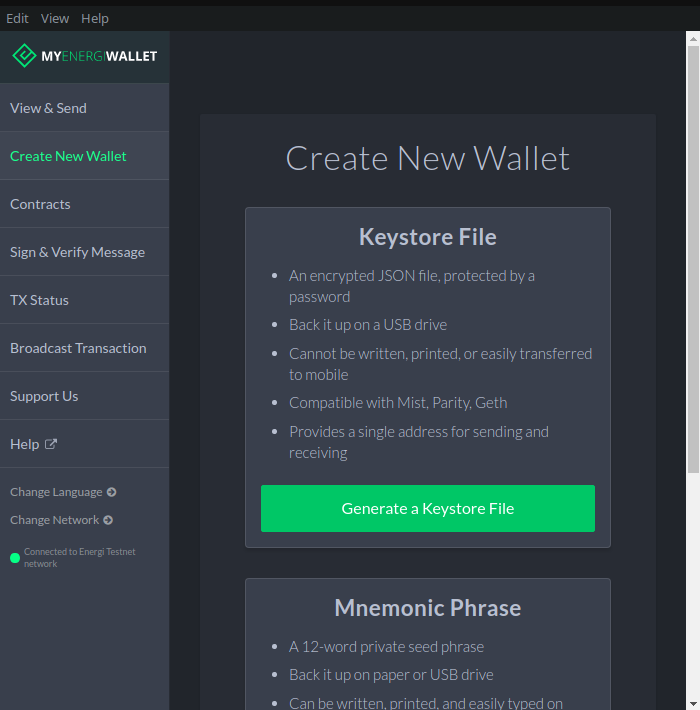 Edit View Help
MYENERGIWALLET
View & Send
Create New Wallet
Contracts
Sign & Verify Message
TX Status
Broadcast Transaction
Support Us
Help
Change Language
Change Network
Connected to Energi Testnet
network
Create New Wallet
Keystore File
An encrypted JSON file, protected by a
password
Back it up on a USB drive
Cannot be written, printed, or easily transferred
to mobile
Compatible with Mist, Parity, Geth
Provides a single address for sending and
receiving
Generate a Keystore File
Mnemonic Phrase
A 12-word private seed phrase
Back it up on paper or USB drive
Can be written, printed, and easily typed on